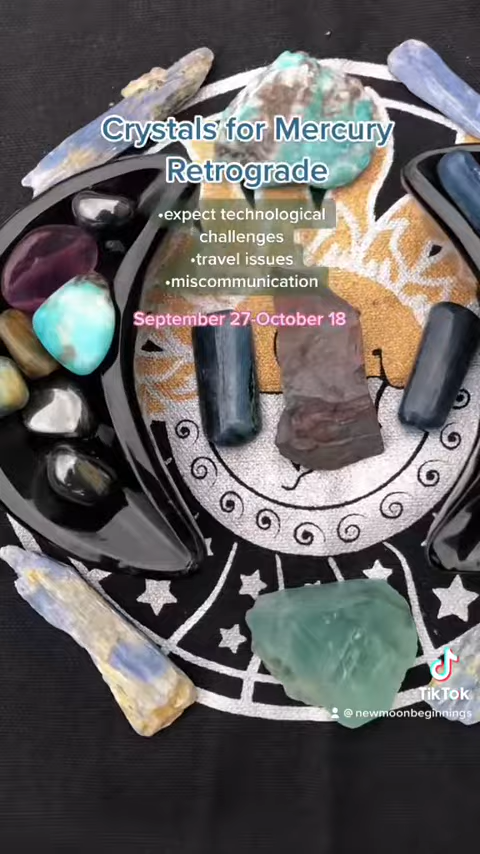 Crystals for Mercury
Retrograde
•expect technological
challenges
•travel issues
•miscommunication
September 27-October 18
TikTok
@newmoonbeginnings